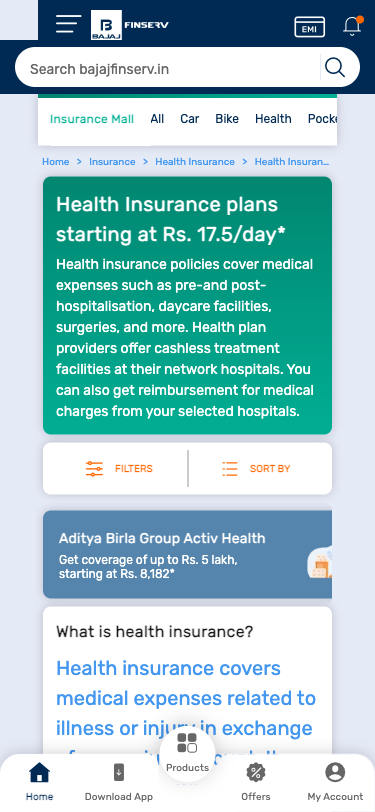 BAJAJ FINSERV
EMI
Search bajajfinserv.in
Insurance Mall All Car Bike Health Pocke
Home > Insurance > Health Insurance > Health Insuran...
Health Insurance plans
starting at Rs. 17.5/day*
Health insurance policies cover medical
expenses such as pre-and post-
hospitalisation, daycare facilities,
surgeries, and more. Health plan
providers offer cashless treatment
facilities at their network hospitals. You
can also get reimbursement for medical
charges from your selected hospitals.
FILTERS
SORT BY
Aditya Birla Group Activ Health
Get coverage of up to Rs. 5 lakh,
starting at Rs. 8,182*
What is health insurance?
Health insurance covers
medical expenses related to
illness or injury in exchange
Home
Download App
Products
Offers
My Account